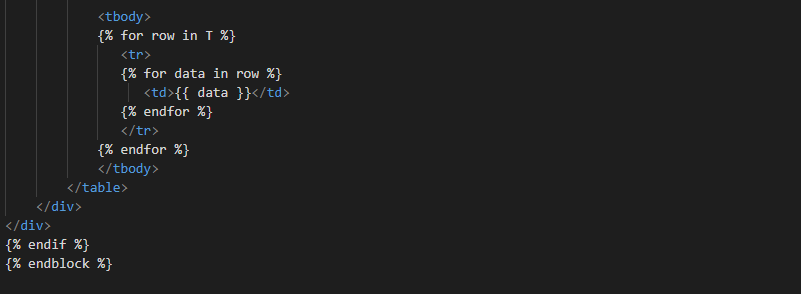 <tbody>
{% for row in T %}
<tr>
{% for data in row %}
<td>{{ data }}</td>
{% endfor %}
</tr>
{% endfor %}
</tbody>
</table>
</div>
</div>
{% endif %}
{% endblock %}